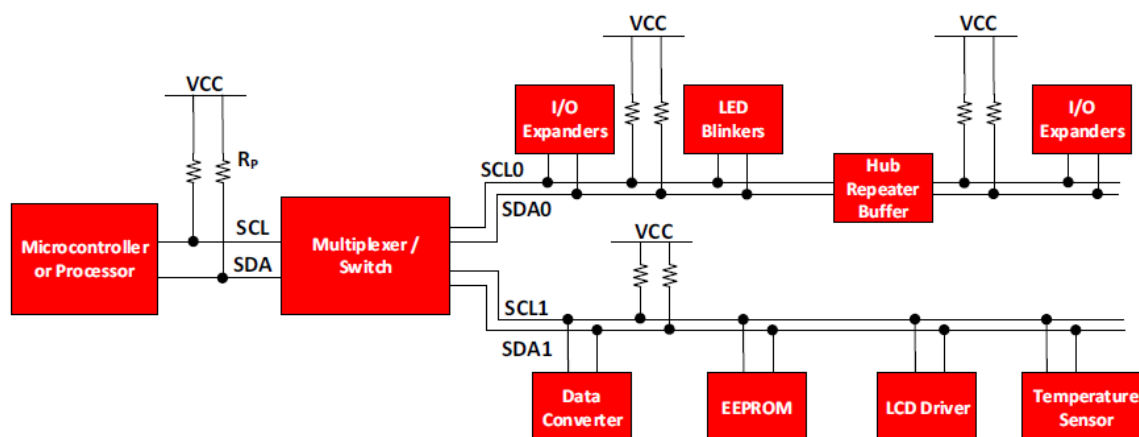 VCC
VCC
VCC
I/O
Expanders
LED
Blinkers
I/O
Expanders
RP
SCL0
Hub
Repeater
Buffer
SDA0
Microcontroller
or Processor
SCL
SDA
Multiplexer /
Switch
VCC
SCL1
SDA1
Data
Converter
EEPROM
LCD Driver
Temperature
Sensor